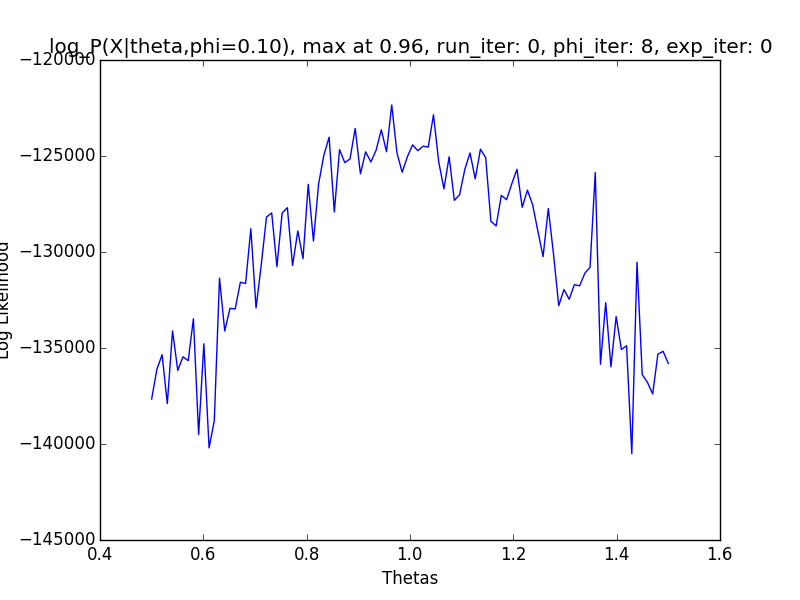 log_P(X|theta,phi=0.10), max at 0.96, run_iter: 0, phi_iter: 8, exp_iter: 0
−120000
−125000
−130000
−135000
−140000
−145000
Log Likelihood
0.4 0.6 0.8 1.0 1.2 1.4 1.6
Thetas